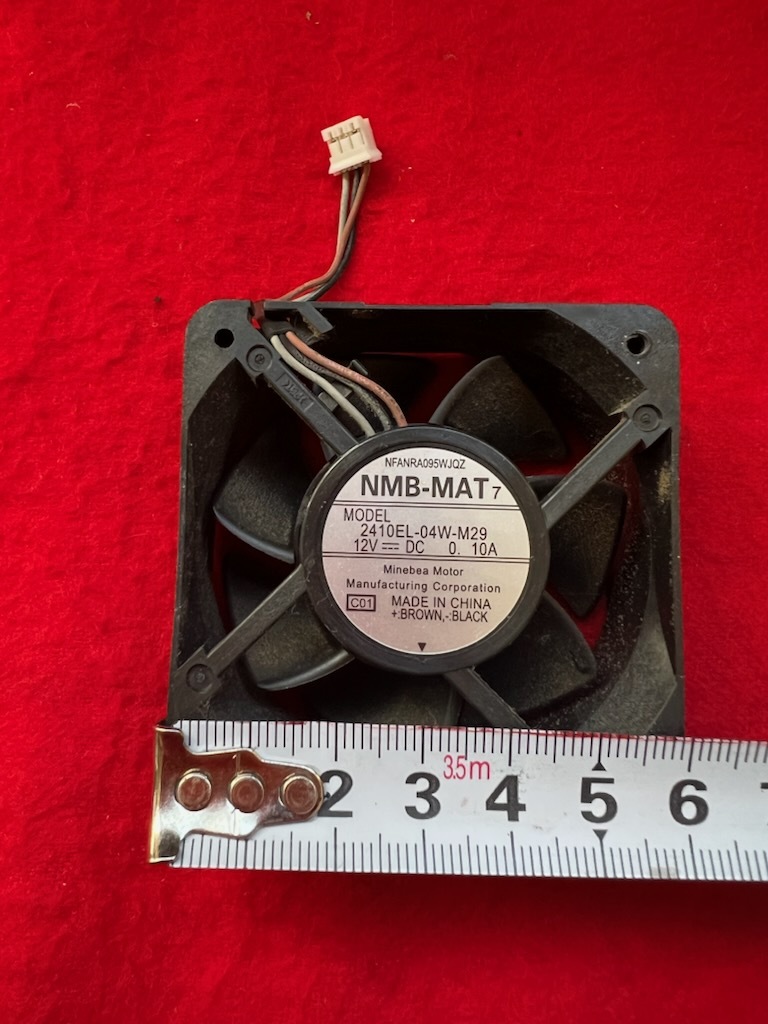 NFANRA095WJQZ
NMB-MAT7
MODEL
2410EL-04W-M29
12V ⎓ DC 0. 10A
Minebea Motor
Manufacturing Corporation
C01 MADE IN CHINA
+:BROWN,-:BLACK
3.5m
2 3 4 5 6